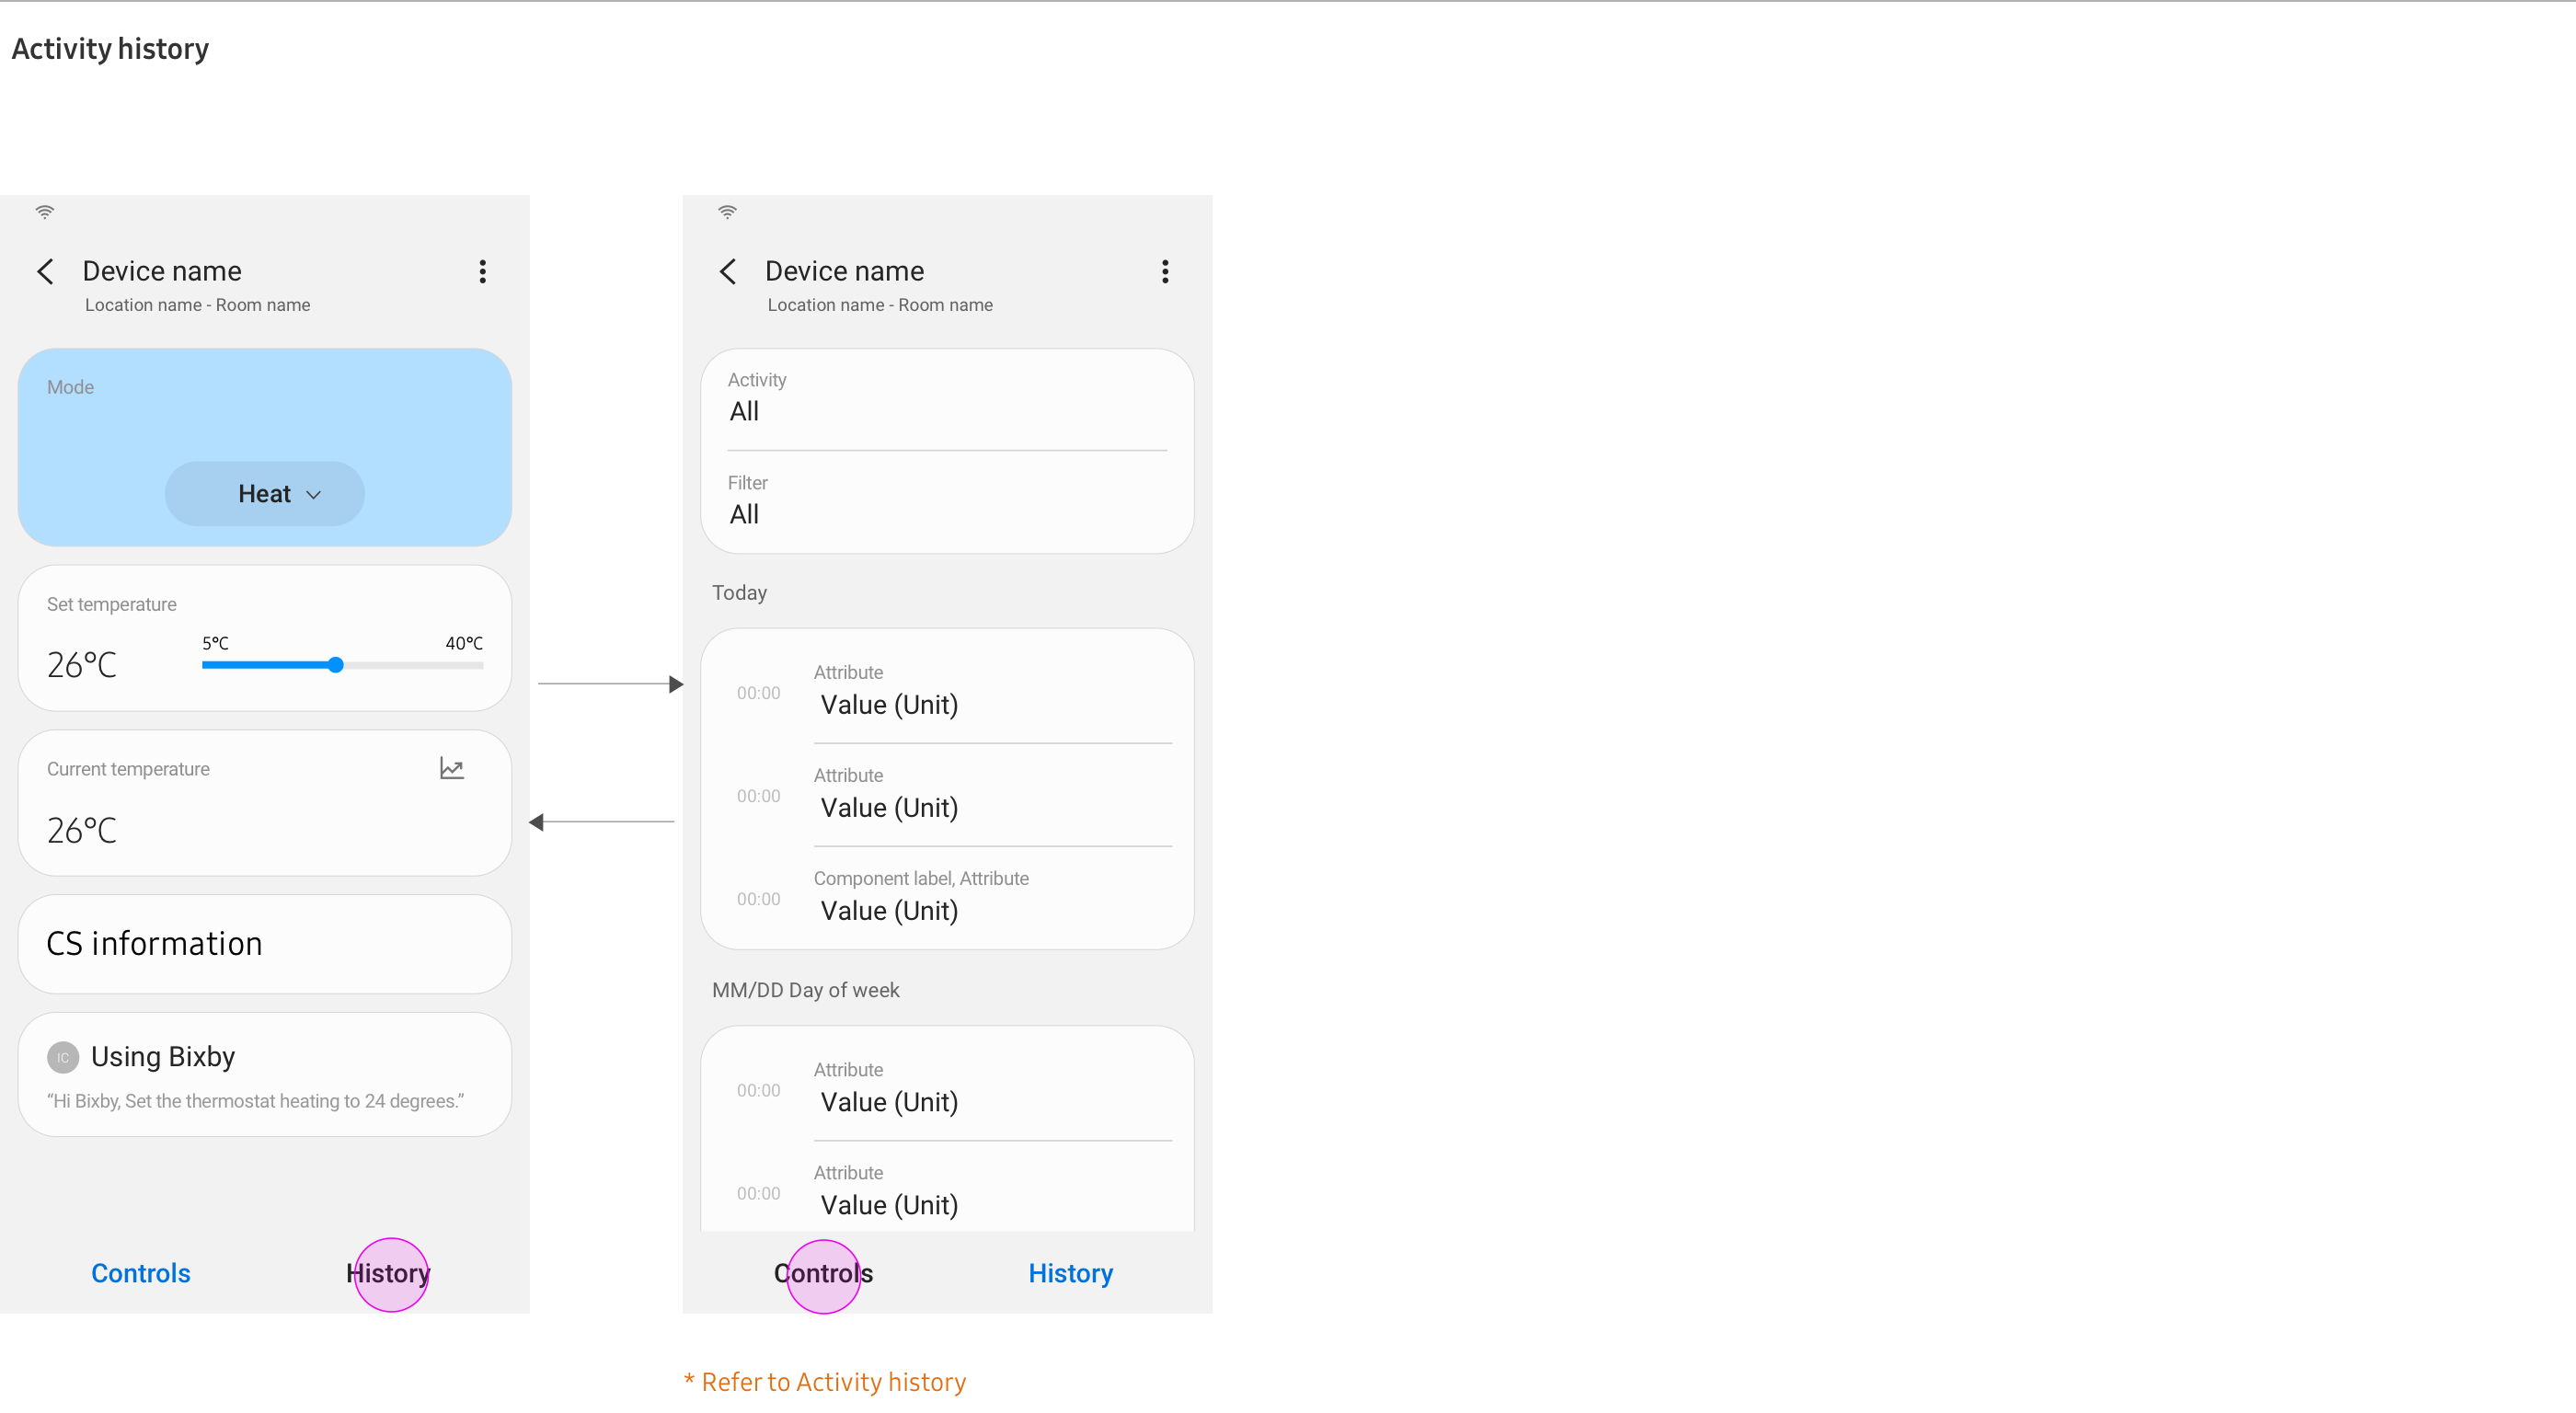 Activity history
Device name
Location name - Room name
Mode
Heat
Set temperature
26°C
5°C
40°C
Current temperature
26°C
CS information
IC
Using Bixby
“Hi Bixby, Set the thermostat heating to 24 degrees.”
Controls
History
Device name
Location name - Room name
Activity
All
Filter
All
Today
00:00
Attribute
Value (Unit)
00:00
Attribute
Value (Unit)
00:00
Component label, Attribute
Value (Unit)
MM/DD Day of week
00:00
Attribute
Value (Unit)
00:00
Attribute
Value (Unit)
Controls
History
* Refer to Activity history